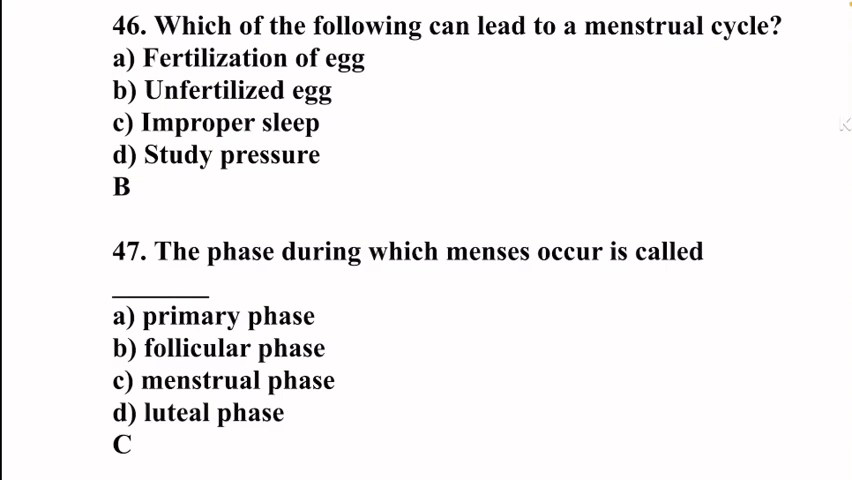 46. Which of the following can lead to a menstrual cycle?
a) Fertilization of egg
b) Unfertilized egg
c) Improper sleep
d) Study pressure
B
47. The phase during which menses occur is called
_______
a) primary phase
b) follicular phase
c) menstrual phase
d) luteal phase
C